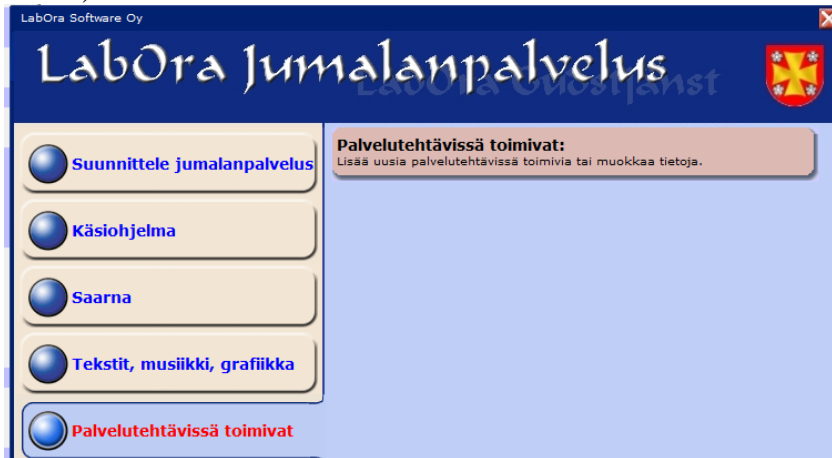 LabOra Software Oy
LabOra Jumalanpalvelus
LabOra Gudstjänst
Suunnittele jumalanpalvelus
Käsiohjelma
Saarna
Tekstit, musiikki, grafiikka
Palvelutehtävissä toimivat
Palvelutehtävissä toimivat:
Lisää uusia palvelutehtävissä toimivia tai muokkaa tietoja.